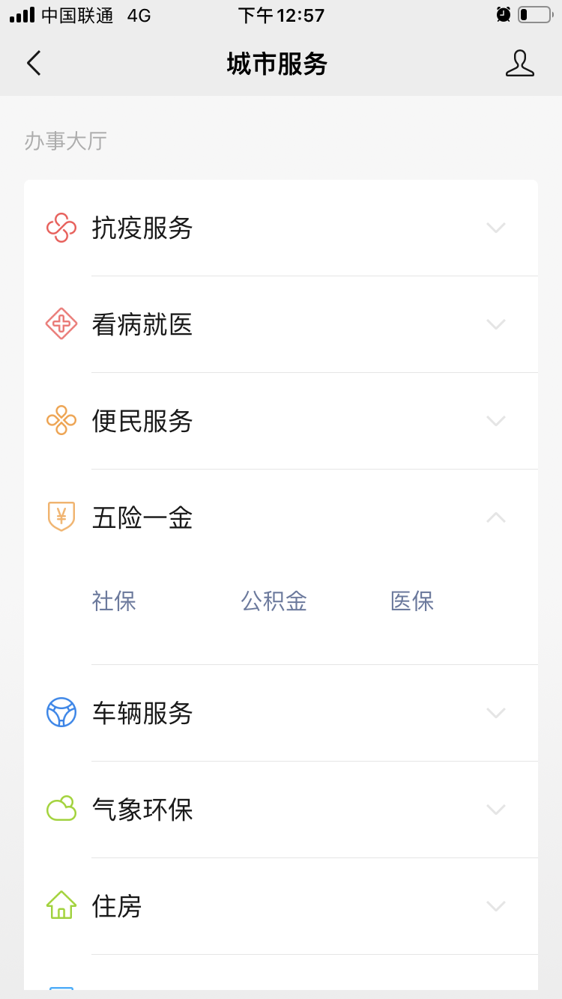 中国联通 4G 下午12:57
城市服务
办事大厅
抗疫服务
看病就医
便民服务
¥ 五险一金
社保 公积金 医保
车辆服务
气象环保
住房